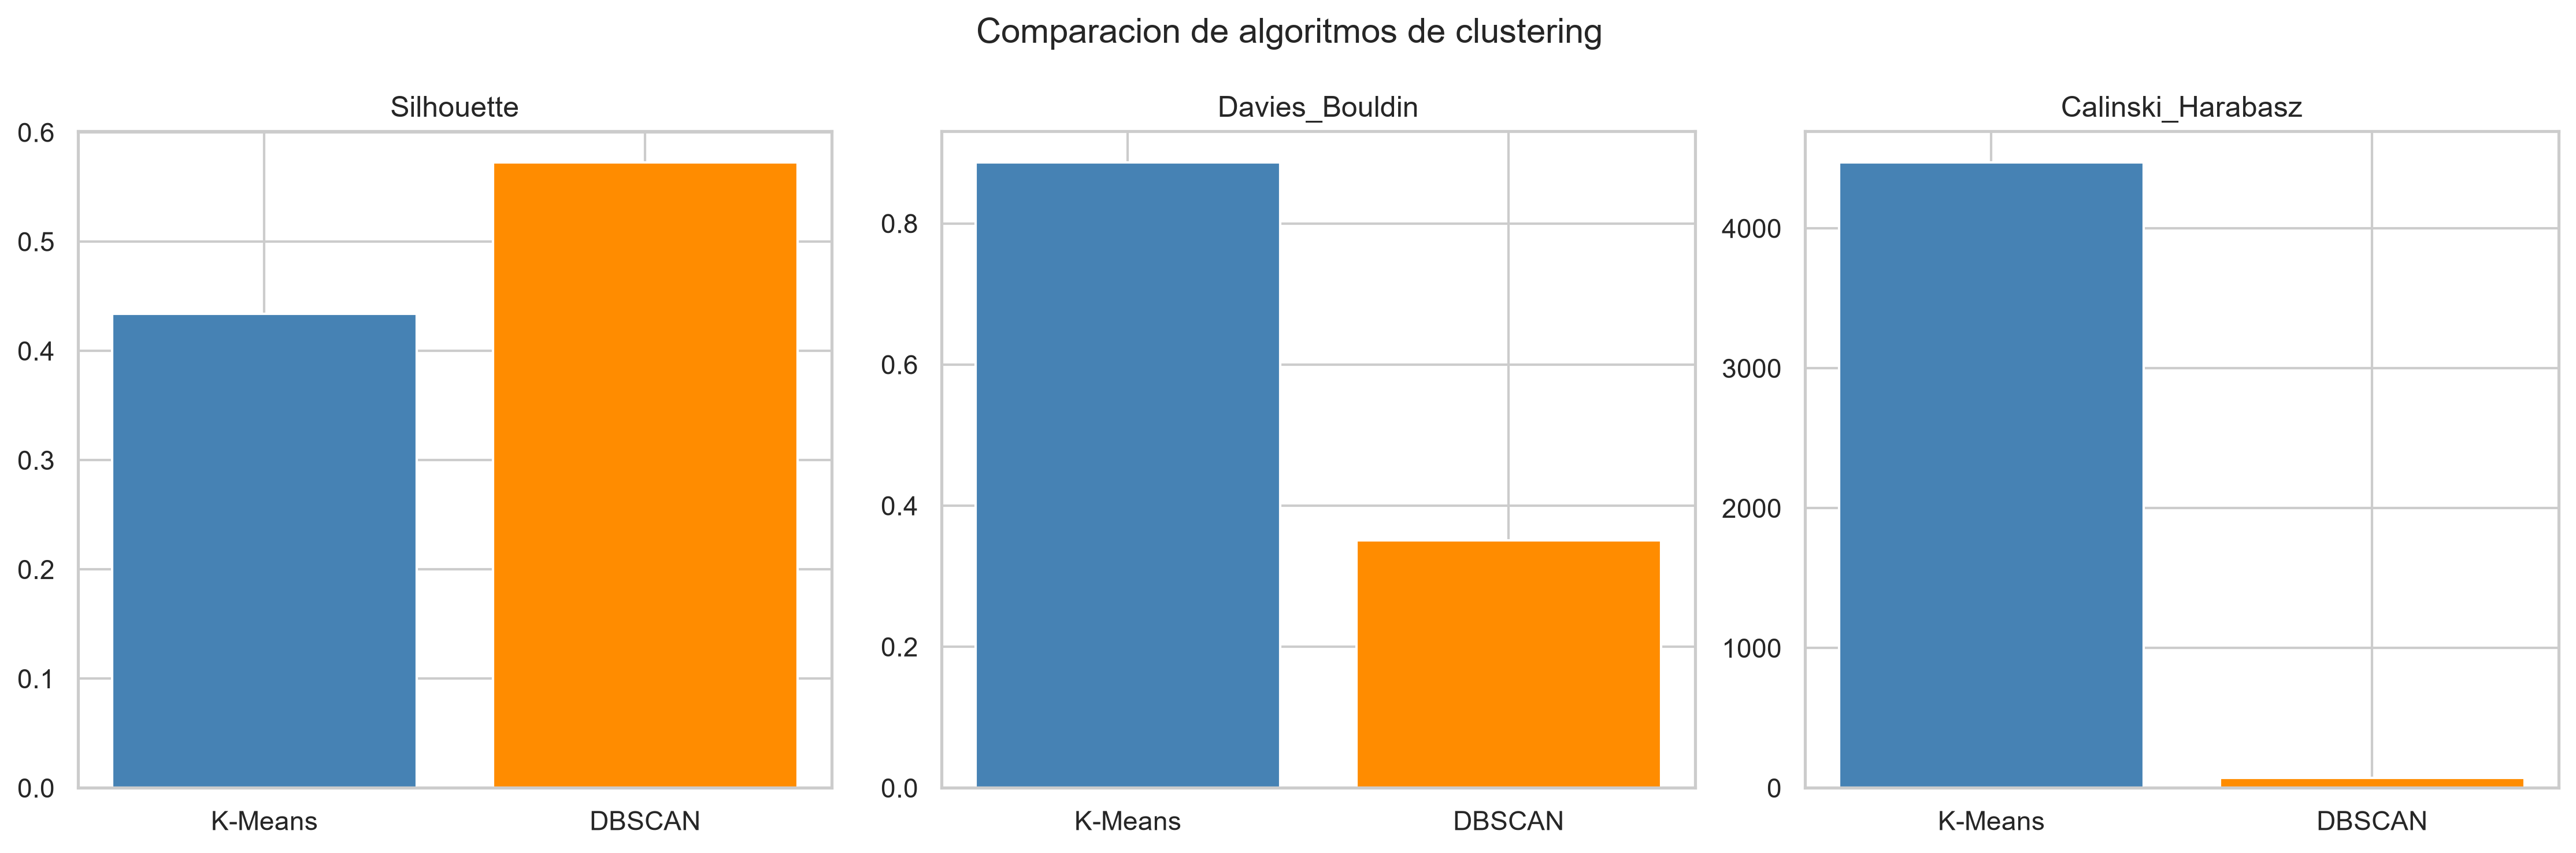 Comparacion de algoritmos de clustering
Silhouette
0.6
0.5
0.4
0.3
0.2
0.1
0.0
K-Means
DBSCAN
Davies_Bouldin
0.8
0.6
0.4
0.2
0.0
K-Means
DBSCAN
Calinski_Harabasz
4000
3000
2000
1000
0
K-Means
DBSCAN